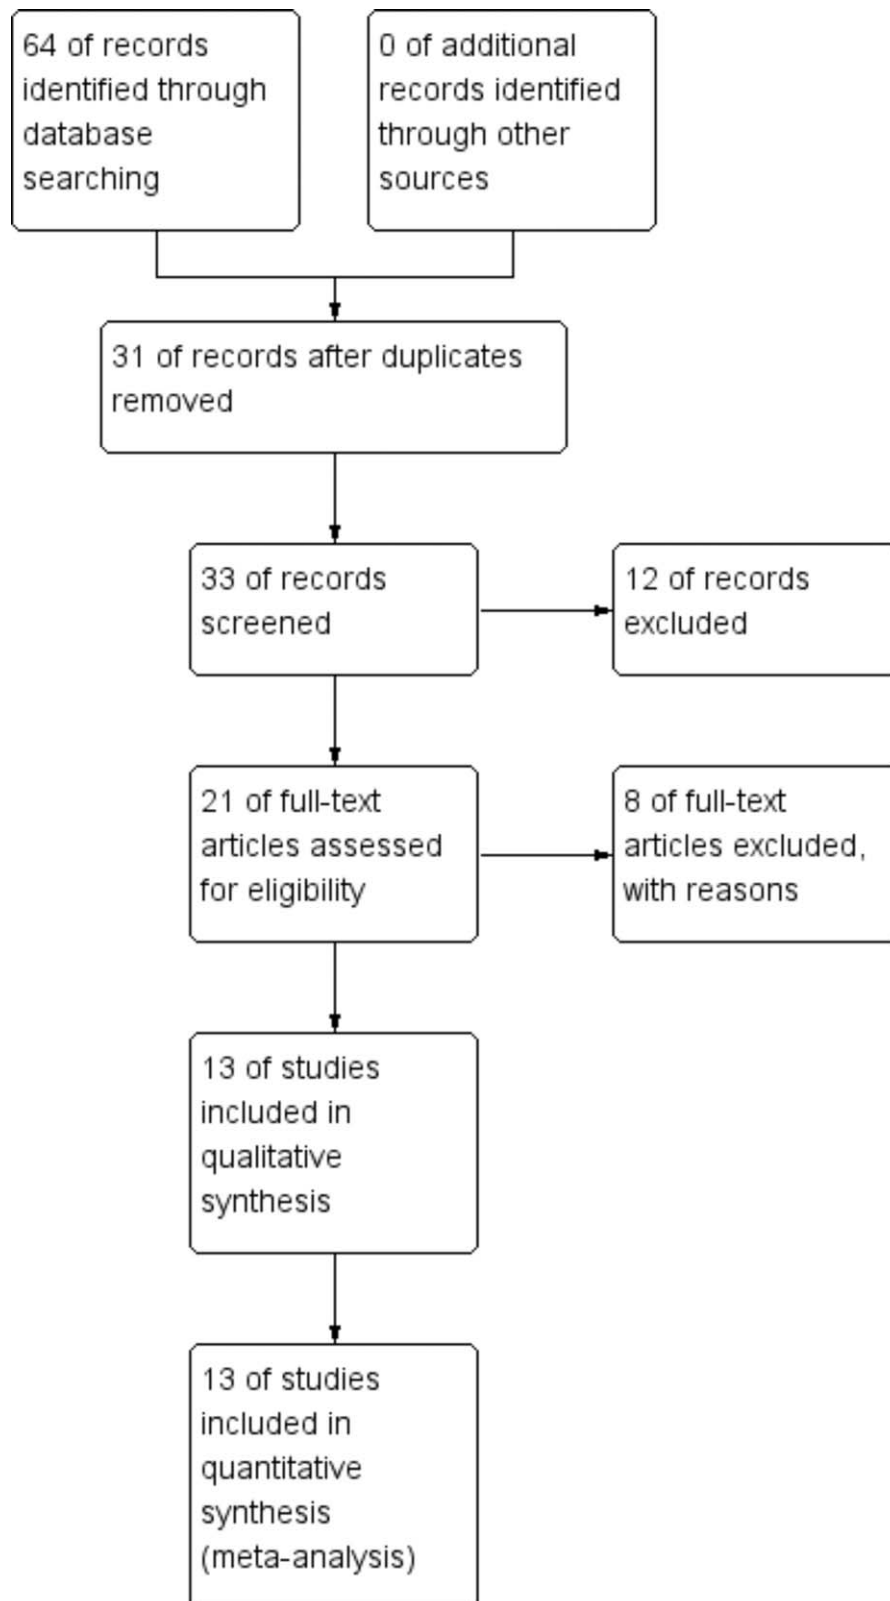 64 of records
identified through
database
searching
0 of additional
records identified
through other
sources
31 of records after duplicates
removed
33 of records
screened
12 of records
excluded
21 of full-text
articles assessed
for eligibility
8 of full-text
articles excluded,
with reasons
13 of studies
included in
qualitative
synthesis
13 of studies
included in
quantitative
synthesis
(meta-analysis)